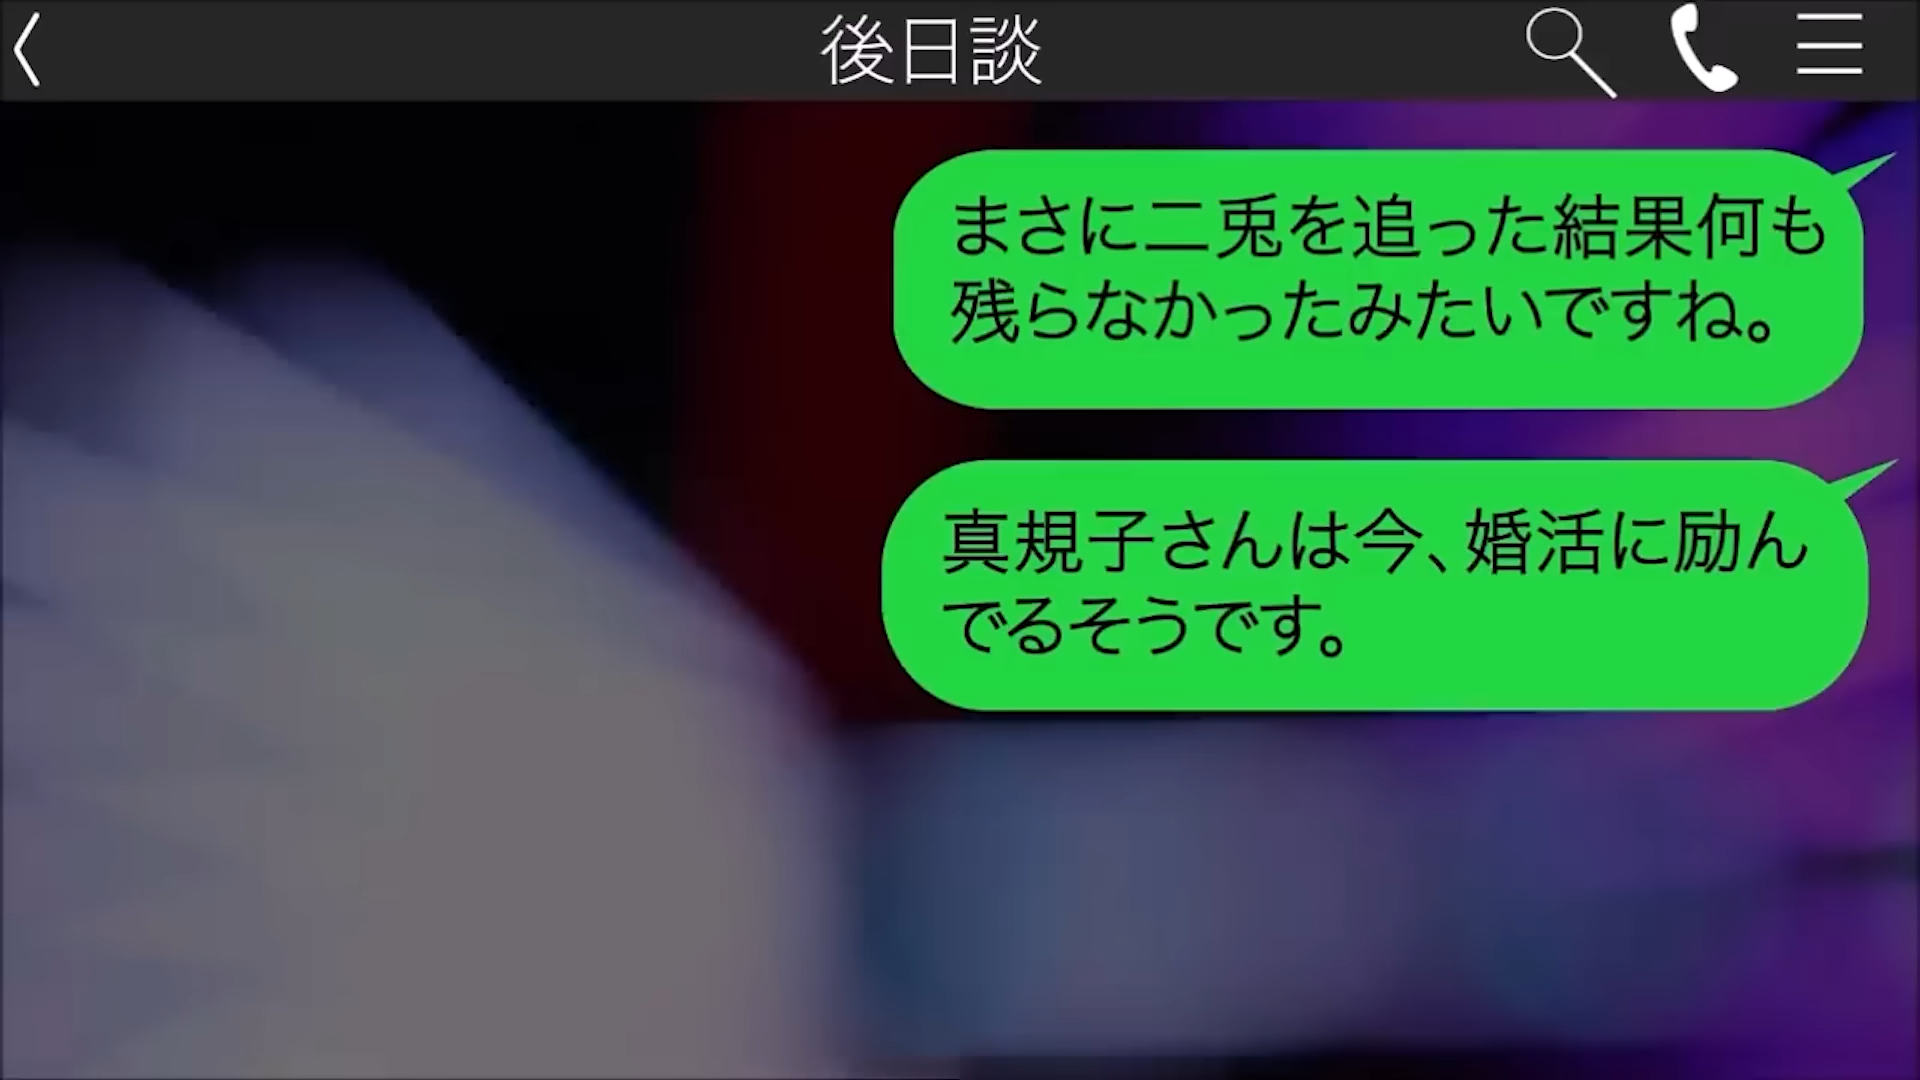 後日談
まさに二兎を追った結果何も
残らなかったみたいですね。
真規子さんは今、婚活に励ん
でるそうです。